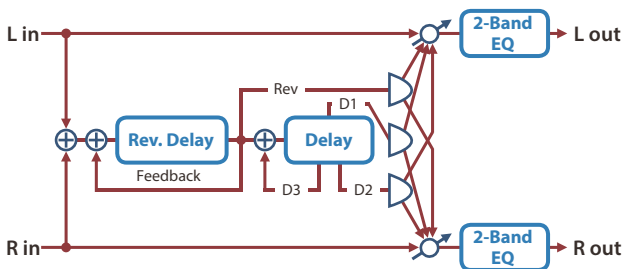 L in
2-Band
EQ
L out
Rev
D1
Rev. Delay
Delay
Feedback
D3
D2
R in
2-Band
EQ
R out